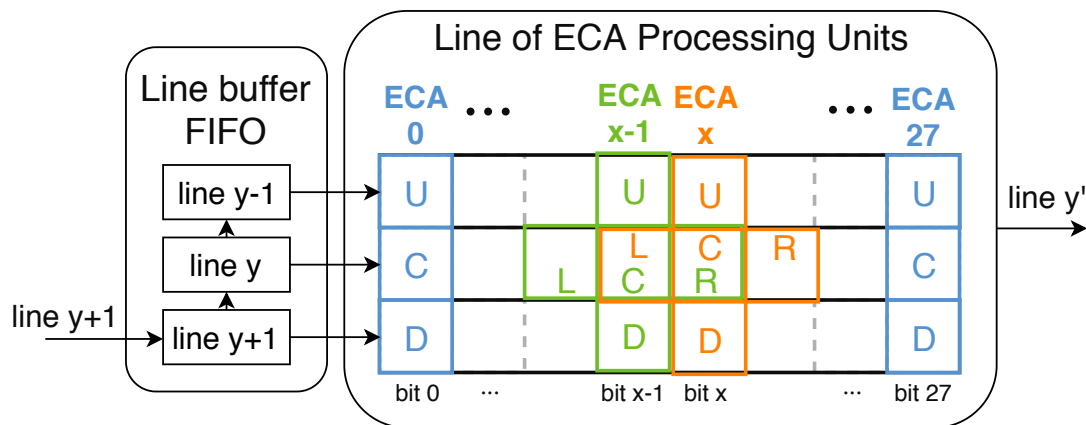 Line of ECA Processing Units
Line buffer
FIFO
ECA
0
...
ECA
x-1
ECA
x
...
ECA
27
line y-1
line y
line y+1
line y+1
U
U
U
U
C
L
C
R
L
C
R
C
D
D
D
D
line y'
bit 0
...
bit x-1
bit x
...
bit 27